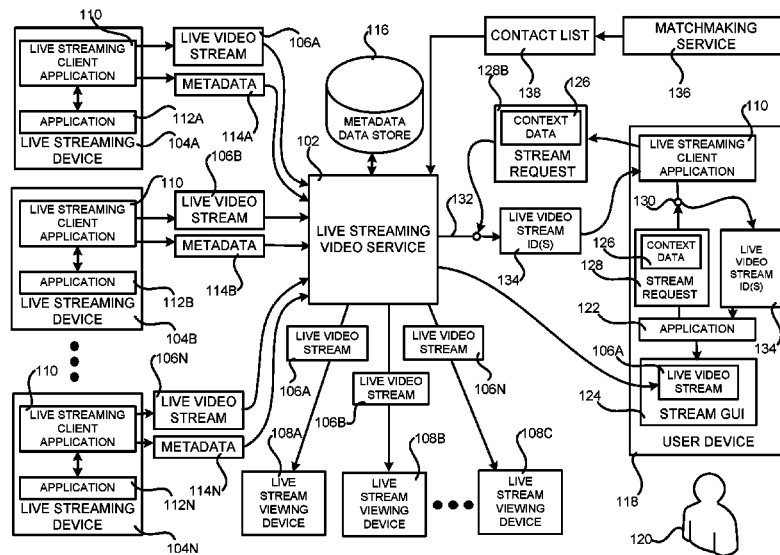 110
LIVE STREAMING
CLIENT
APPLICATION
APPLICATION
112A
LIVE STREAMING
DEVICE
104A
LIVE VIDEO
STREAM
106A
METADATA
114A
116
METADATA
DATA STORE
CONTACT LIST
138
MATCHMAKING
SERVICE
136
128B
126
CONTEXT
DATA
STREAM
REQUEST
110
LIVE STREAMING
CLIENT
APPLICATION
130
126
CONTEXT
DATA
128
STREAM
REQUEST
LIVE
VIDEO
STREAM
ID(S)
134
122
APPLICATION
106A
LIVE VIDEO
STREAM
124
STREAM GUI
USER DEVICE
118
120
102
LIVE STREAMING
VIDEO SERVICE
132
LIVE VIDEO
STREAM
ID(S)
134
110
LIVE STREAMING
CLIENT
APPLICATION
APPLICATION
112B
LIVE STREAMING
DEVICE
104B
106B
LIVE VIDEO
STREAM
METADATA
114B
110
LIVE STREAMING
CLIENT
APPLICATION
APPLICATION
112N
LIVE STREAMING
DEVICE
104N
106N
LIVE VIDEO
STREAM
METADATA
114N
LIVE VIDEO
STREAM
106A
LIVE VIDEO
STREAM
106B
LIVE VIDEO
STREAM
106N
108A
LIVE
STREAM
VIEWING
DEVICE
108B
LIVE
STREAM
VIEWING
DEVICE
108C
LIVE
STREAM
VIEWING
DEVICE